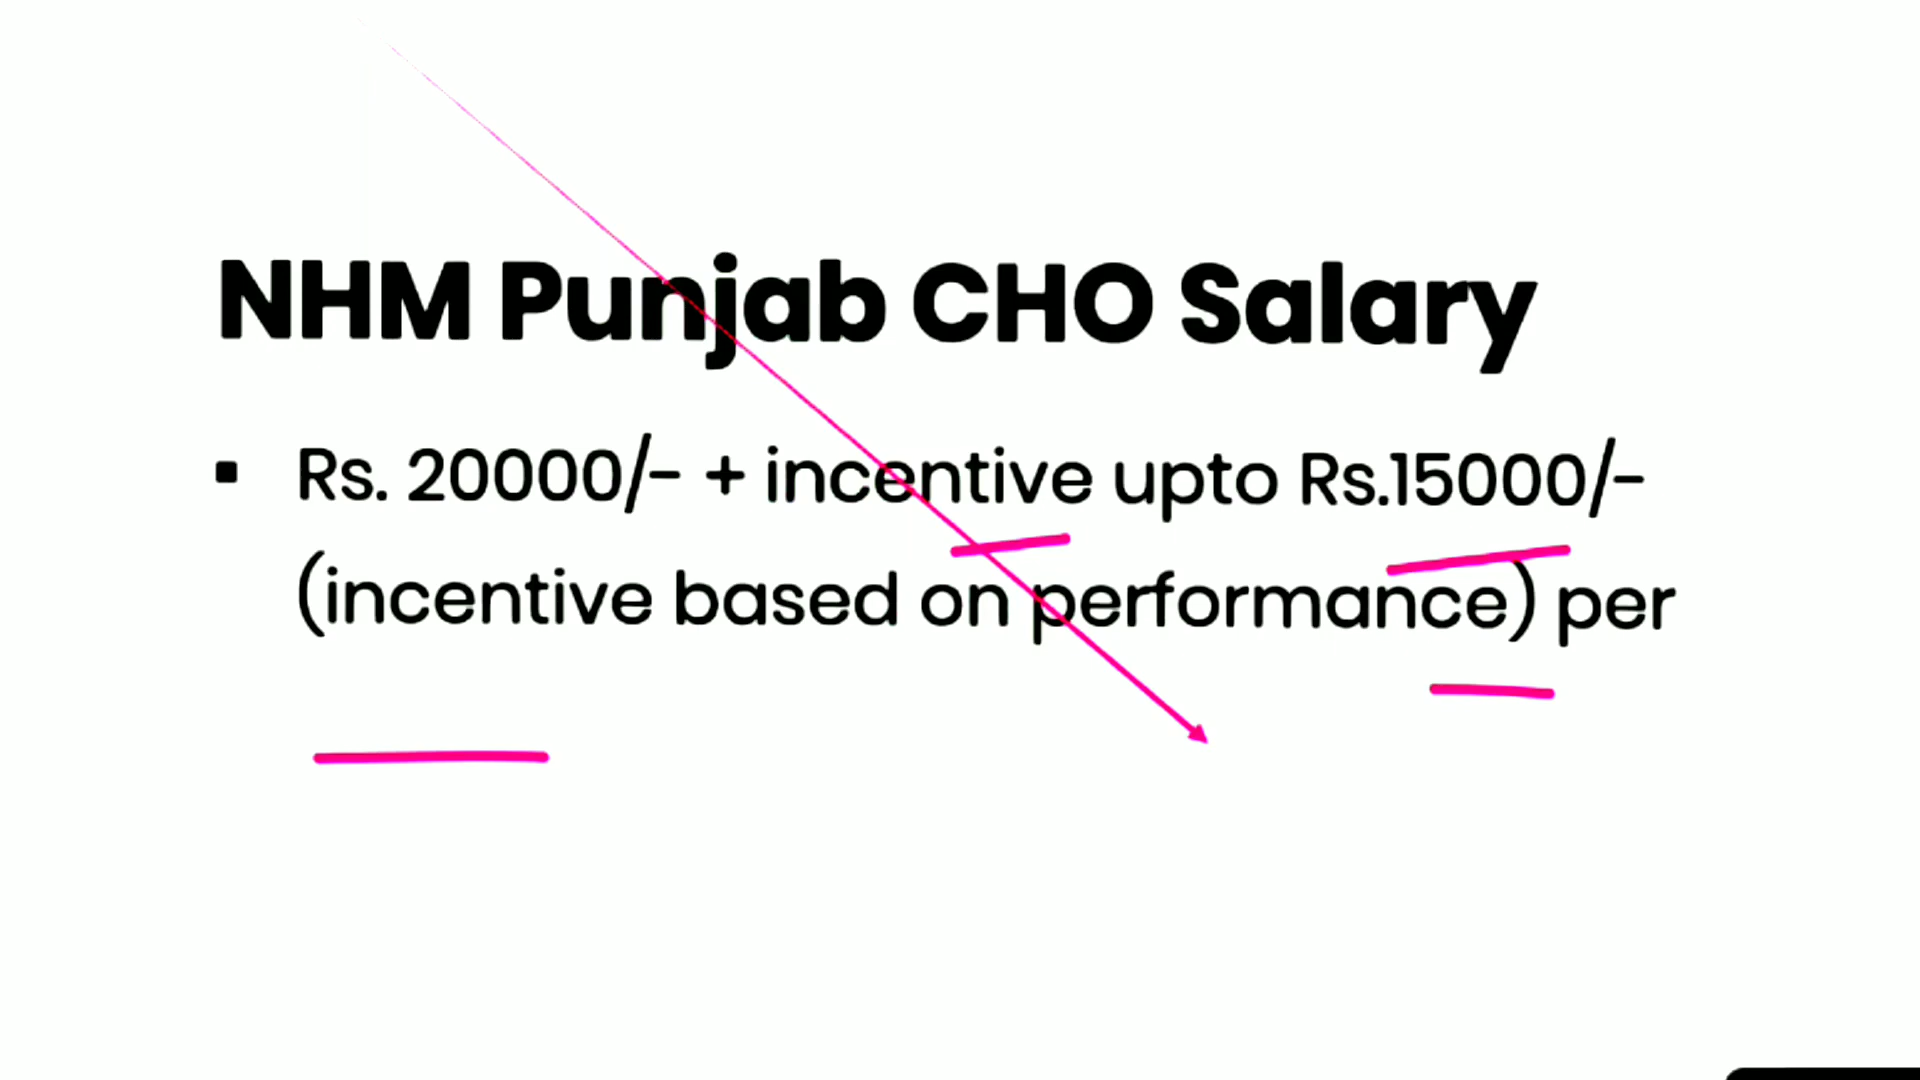 NHM Punjab CHO Salary
▪ Rs. 20000/- + incentive upto Rs.15000/-
(incentive based on performance) per